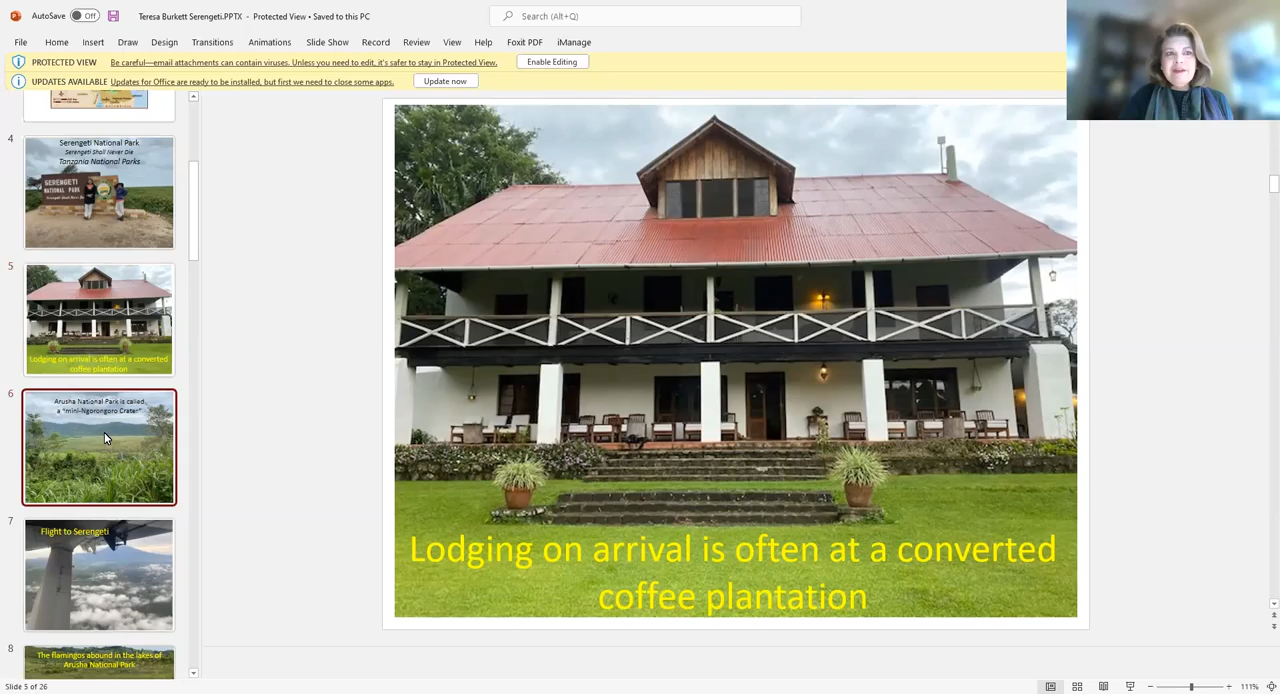 AutoSave
Off
Teresa Burkett Serengeti.PPTX - Protected View • Saved to this PC
Search (Alt+Q)
File
Home
Insert
Draw
Design
Transitions
Animations
Slide Show
Record
Review
View
Help
Foxit PDF
iManage
PROTECTED VIEW
Be careful—email attachments can contain viruses. Unless you need to edit, it's safer to stay in Protected View.
Enable Editing
UPDATES AVAILABLE
Updates for Office are ready to be installed, but first we need to close some apps.
Update now
4
Serengeti National Park
Serengeti Shall Never Die
Tanzania National Parks
SERENGETI
NATIONAL PARK
5
Lodging on arrival is often at a converted
coffee plantation
6
Arusha National Park is called
a "mini-Ngorongoro Crater"
7
Flight to Serengeti
8
The flamingos abound in the lakes of
Arusha National Park
Lodging on arrival is often at a converted
coffee plantation
Slide 5 of 26
111%